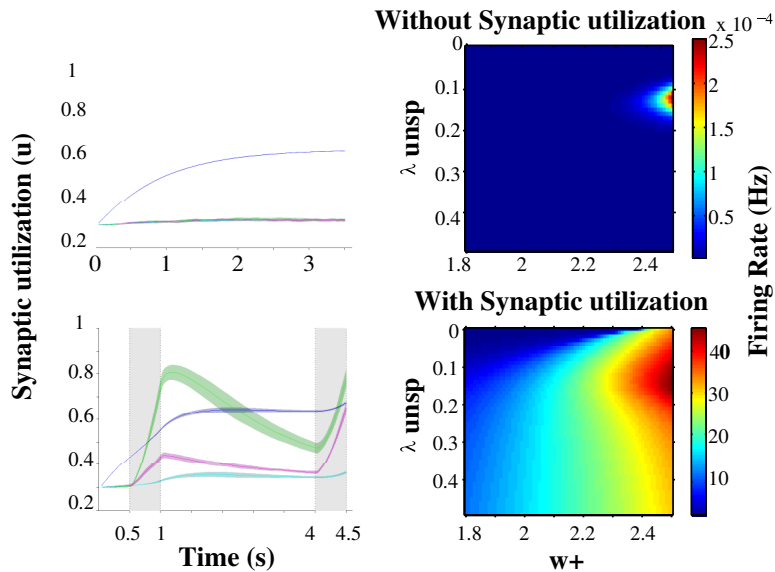 Without Synaptic utilization x 10 −4
Synaptic utilization (u)
1
0.8
0.6
0.4
0.2
0 1 2 3
λ unsp
0
0.1
0.2
0.3
0.4
1.8 2 2.2 2.4
2.5
2
1.5
1
0.5
Firing Rate (Hz)
With Synaptic utilization
1
0.8
0.6
0.4
0.2
0.5 1 4 4.5
Time (s)
λ unsp
0
0.1
0.2
0.3
0.4
1.8 2 2.2 2.4
w+
40
30
20
10